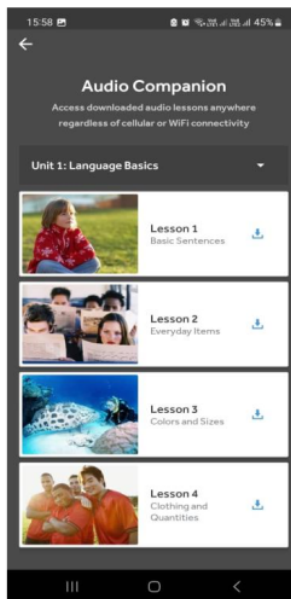 15:58
45%
Audio Companion
Access downloaded audio lessons anywhere
regardless of cellular or WiFi connectivity
Unit 1: Language Basics
Lesson 1
Basic Sentences
Lesson 2
Everyday Items
Lesson 3
Colors and Sizes
Lesson 4
Clothing and
Quantities